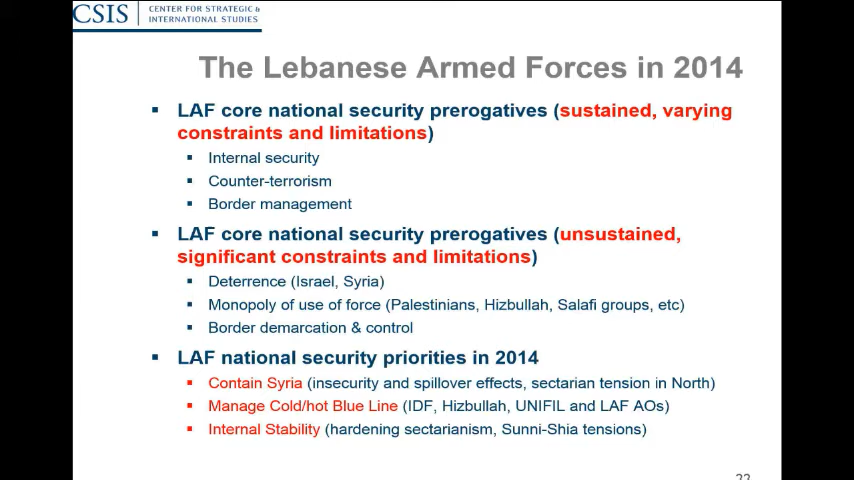 CSIS
CENTER FOR STRATEGIC &
INTERNATIONAL STUDIES
The Lebanese Armed Forces in 2014
LAF core national security prerogatives (sustained, varying
constraints and limitations)
Internal security
Counter-terrorism
Border management
LAF core national security prerogatives (unsustained,
significant constraints and limitations)
Deterrence (Israel, Syria)
Monopoly of use of force (Palestinians, Hizbullah, Salafi groups, etc)
Border demarcation & control
LAF national security priorities in 2014
Contain Syria (insecurity and spillover effects, sectarian tension in North)
Manage Cold/hot Blue Line (IDF, Hizbullah, UNIFIL and LAF AOs)
Internal Stability (hardening sectarianism, Sunni-Shia tensions)
22